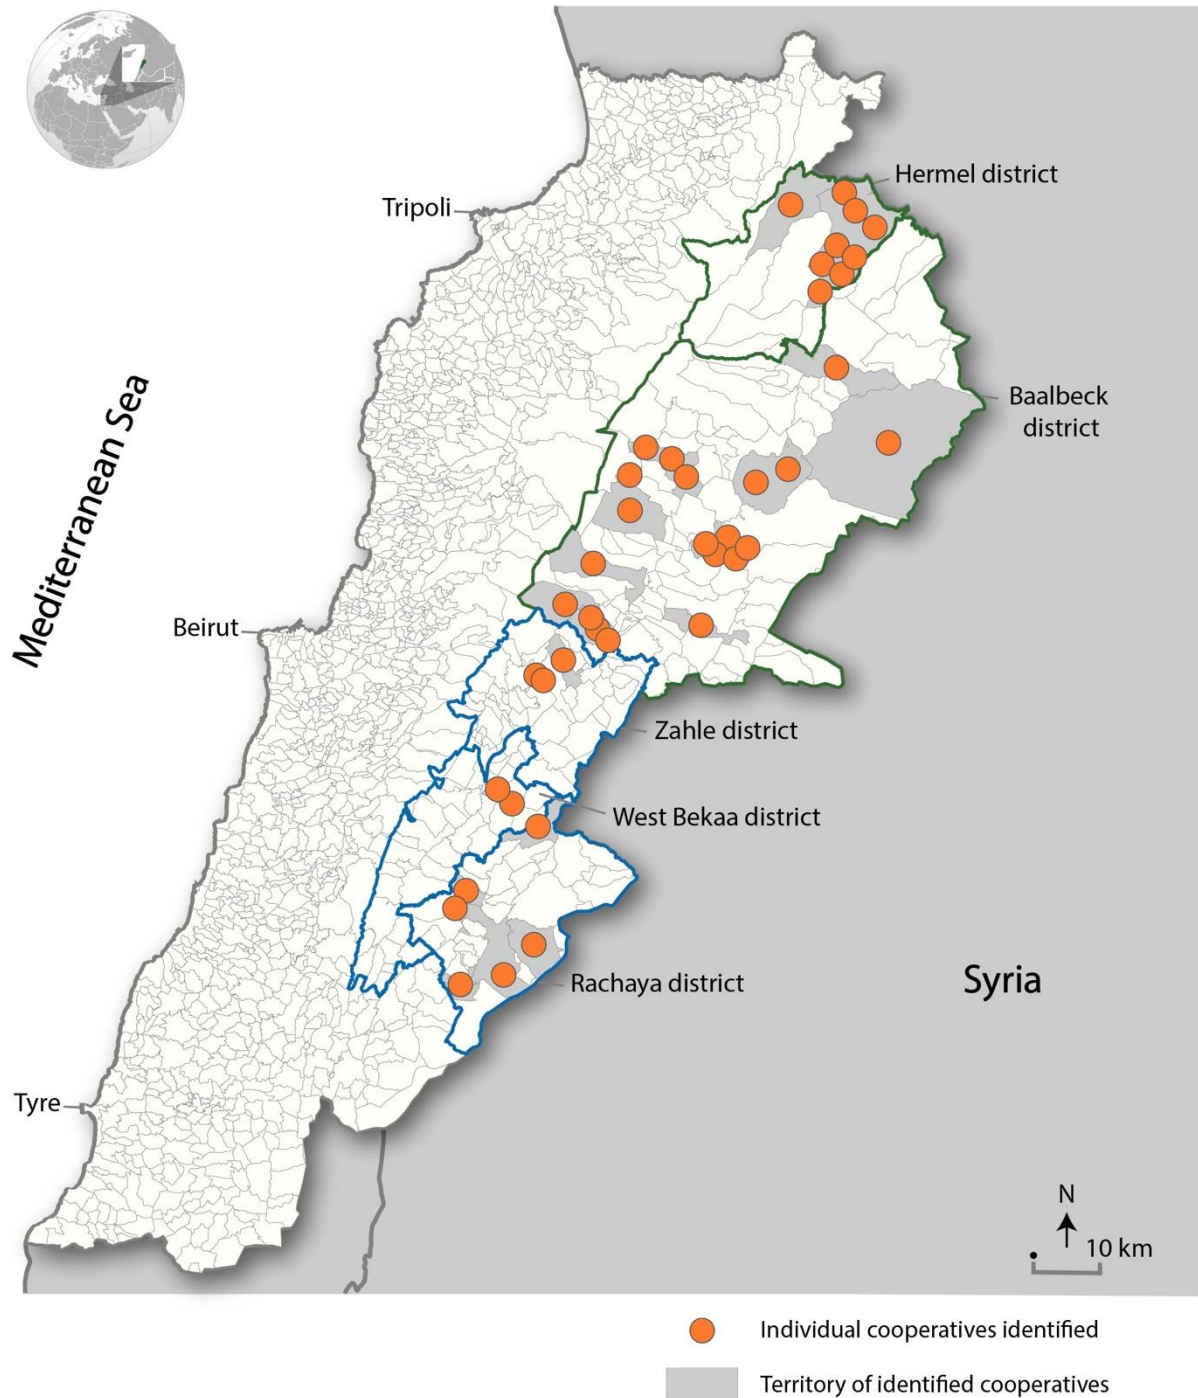 Hermel district
Tripoli
Baalbeck
district
Mediterranean Sea
Beirut
Zahle district
West Bekaa district
Rachaya district
Syria
Tyre
N
10 km
Individual cooperatives identified
Territory of identified cooperatives